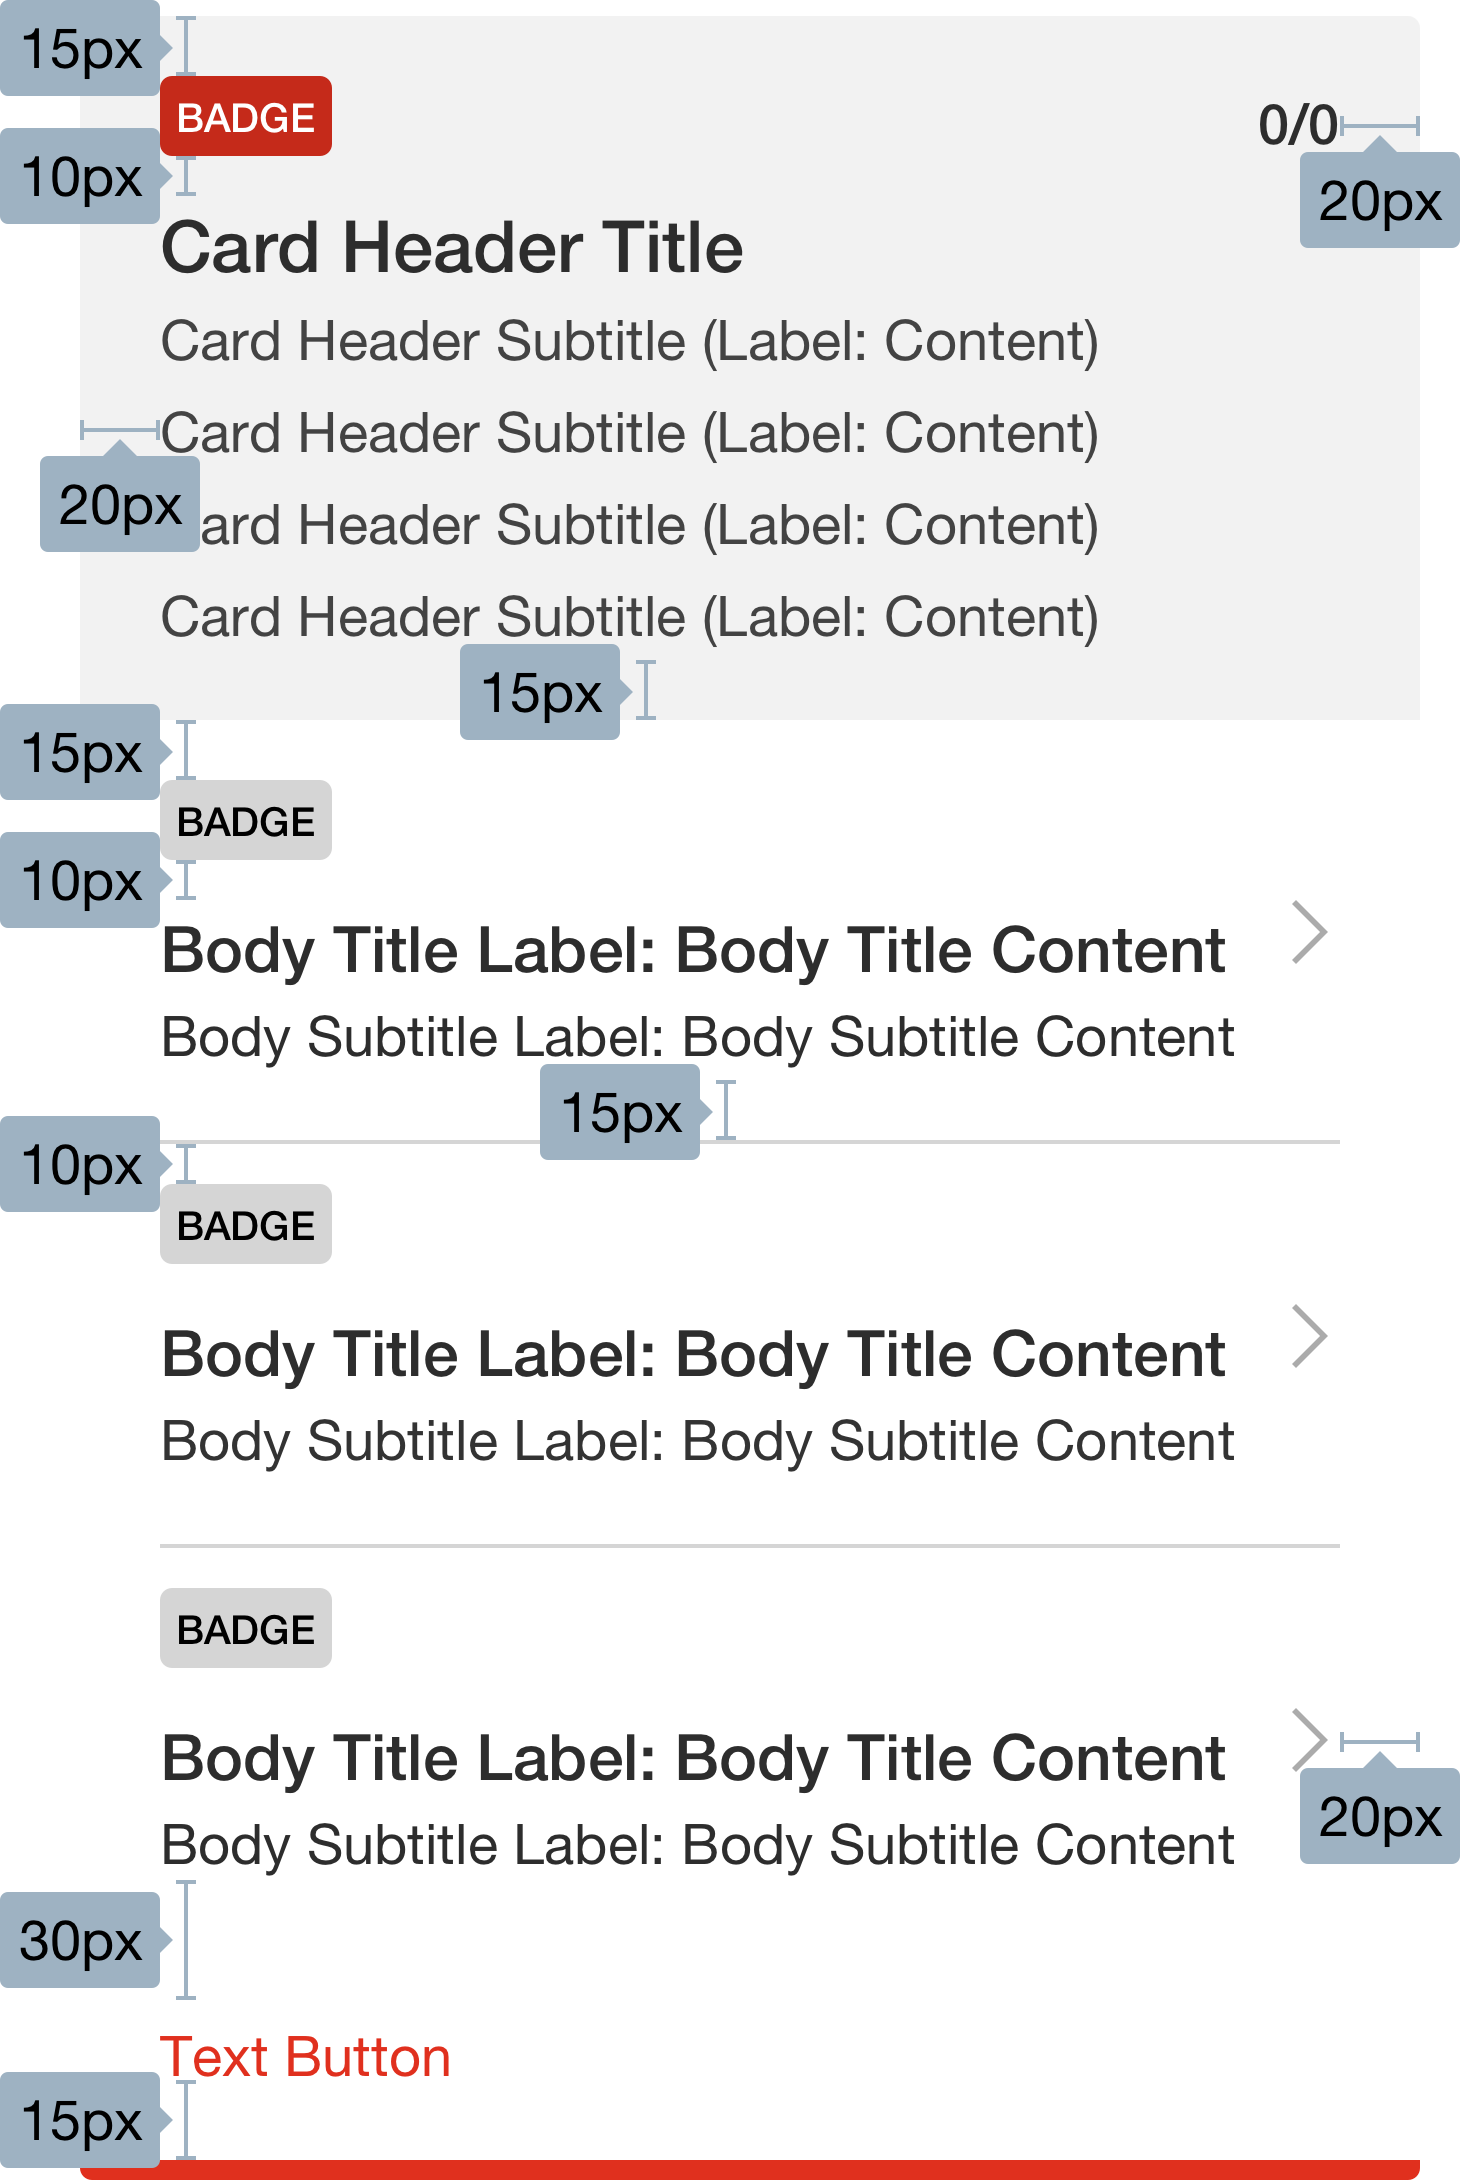 15px
BADGE
0/0
10px
20px
Card Header Title
Card Header Subtitle (Label: Content)
Card Header Subtitle (Label: Content)
20px
ard Header Subtitle (Label: Content)
Card Header Subtitle (Label: Content)
15px
15px
BADGE
10px
Body Title Label: Body Title Content
Body Subtitle Label: Body Subtitle Content
15px
10px
BADGE
Body Title Label: Body Title Content
Body Subtitle Label: Body Subtitle Content
BADGE
Body Title Label: Body Title Content
20px
Body Subtitle Label: Body Subtitle Content
30px
Text Button
15px